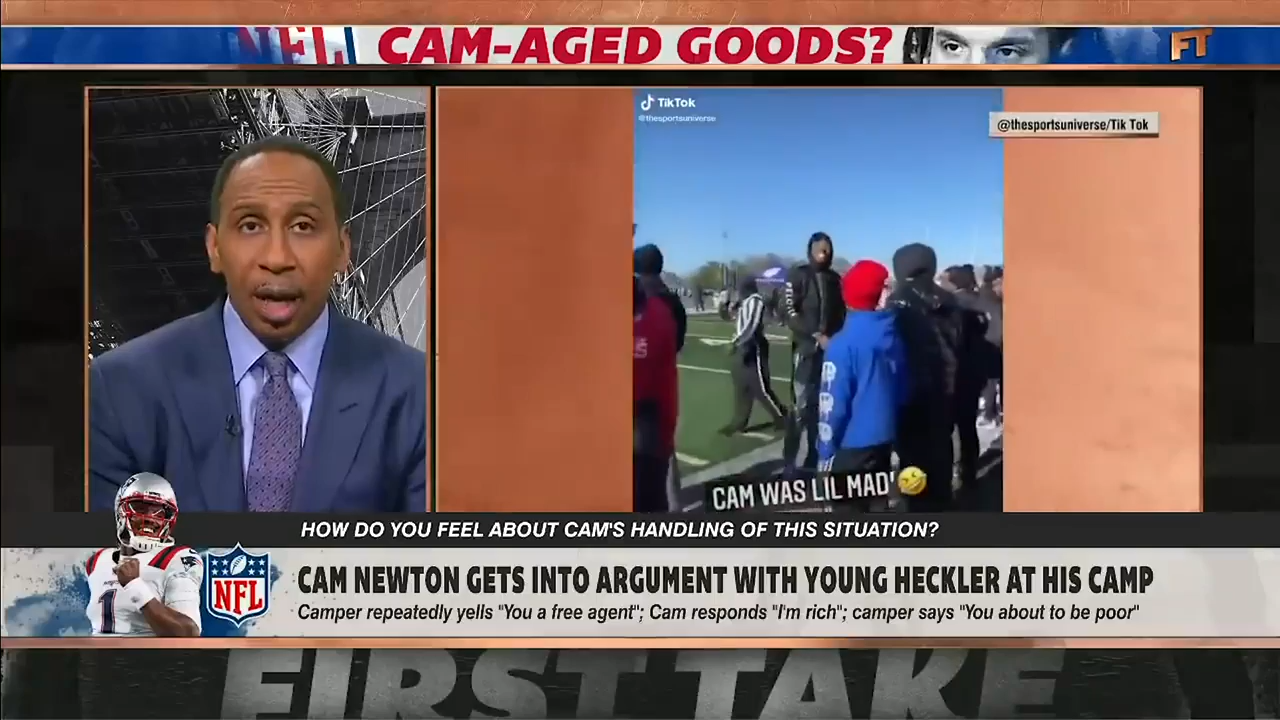 NFL
CAM-AGED GOODS?
FT
TikTok
@thesportsuniverse
@thesportsuniverse/Tik Tok
CAM WAS LIL MAD'🤣
HOW DO YOU FEEL ABOUT CAM'S HANDLING OF THIS SITUATION?
1
NFL
CAM NEWTON GETS INTO ARGUMENT WITH YOUNG HECKLER AT HIS CAMP
Camper repeatedly yells "You a free agent"; Cam responds "I'm rich"; camper says "You about to be poor"
FIRST TAKE